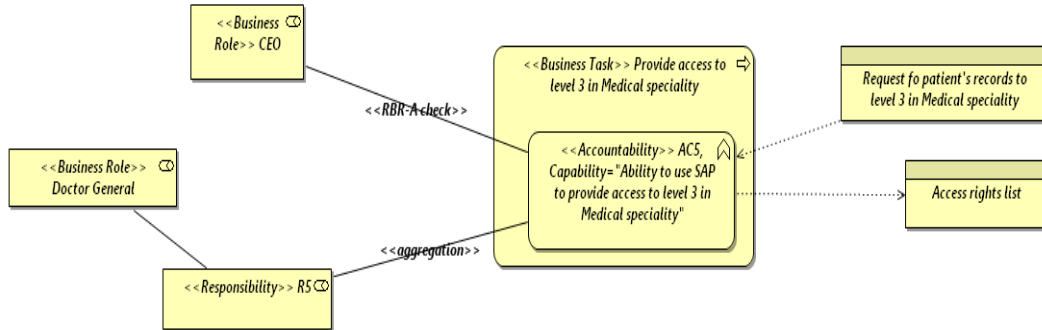 <<Business
Role>> CEO
<<Business Task>> Provide access to
level 3 in Medical speciality
Request fo patient's records to
level 3 in Medical speciality
<<RBR-A check>>
<<Accountability>> AC5,
Capability="Ability to use SAP
to provide access to level 3 in
Medical speciality"
<<Business Role>>
Doctor General
Access rights list
<<aggregation>>
<<Responsibility>> R5